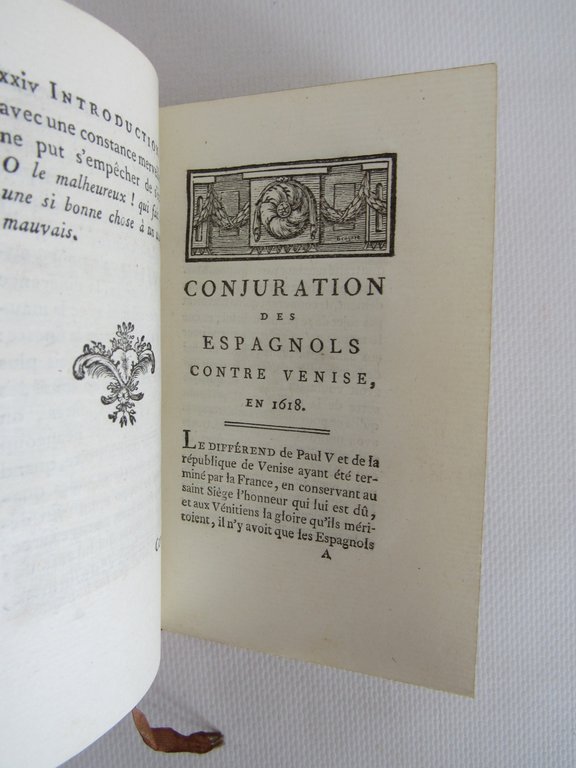 xxiv INTRODUCTION
avec une constance
ne put s'empêcher de
O le malheureux ! qui
une si bonne chose à un
mauvais.
CONJURATION
DES
ESPAGNOLS
CONTRE VENISE,
EN 1618.
LE DIFFÉREND de Paul V et de la
république de Venise ayant été ter-
miné par la France, en conservant au
saint Siège l'honneur qui lui est dû,
et aux Vénitiens la gloire qu'ils méri-
toient, il n'y avoit que les Espagnols
A